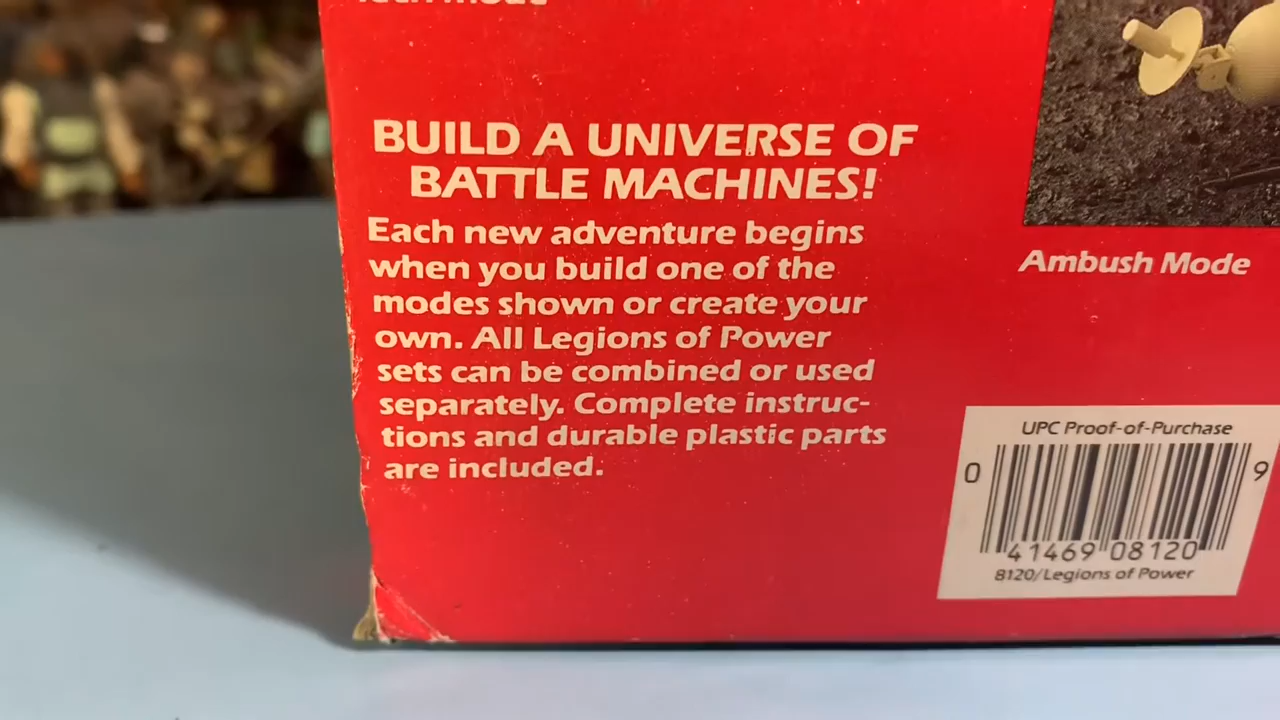 BUILD A UNIVERSE OF
BATTLE MACHINES!
Each new adventure begins
when you build one of the
modes shown or create your
own. All Legions of Power
sets can be combined or used
separately. Complete instruc-
tions and durable plastic parts
are included.
Ambush Mode
UPC Proof-of-Purchase
0 41469 08120 9
8120/Legions of Power